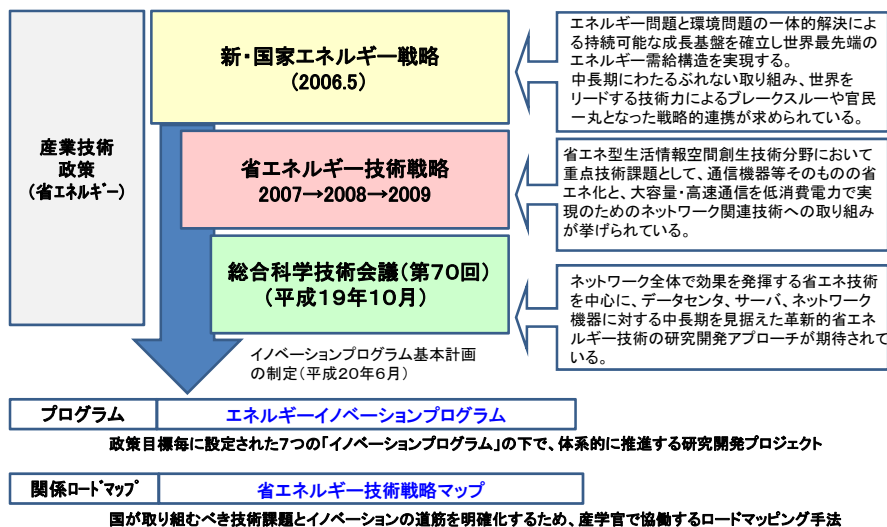 産業技術
政策
(省エネルギー)
新・国家エネルギー戦略
(2006.5)
エネルギー問題と環境問題の一体的解決によ
る持続可能な成長基盤を確立し世界最先端の
エネルギー需給構造を実現する。
中長期にわたるぶれない取り組み、世界を
リードする技術力によるブレークスルーや官民
一丸となった戦略的連携が求められている。
省エネルギー技術戦略
2007→2008→2009
省エネ型生活情報空間創生技術分野において
重点技術課題として、通信機器等そのものの省
エネ化と、大容量・高速通信を低消費電力で実
現のためのネットワーク関連技術への取り組み
が挙げられている。
総合科学技術会議(第70回)
(平成19年10月)
ネットワーク全体で効果を発揮する省エネ技術
を中心に、データセンタ、サーバ、ネットワーク
機器に対する中長期を見据えた革新的省エネ
ルギー技術の研究開発アプローチが期待されて
いる。
イノベーションプログラム基本計画
の制定(平成20年6月)
プログラム
エネルギーイノベーションプログラム
政策目標毎に設定された7つの「イノベーションプログラム」の下で、体系的に推進する研究開発プロジェクト
関係ロードマップ
省エネルギー技術戦略マップ
国が取り組むべき技術課題とイノベーションの道筋を明確化するため、産学官で協働するロードマッピング手法